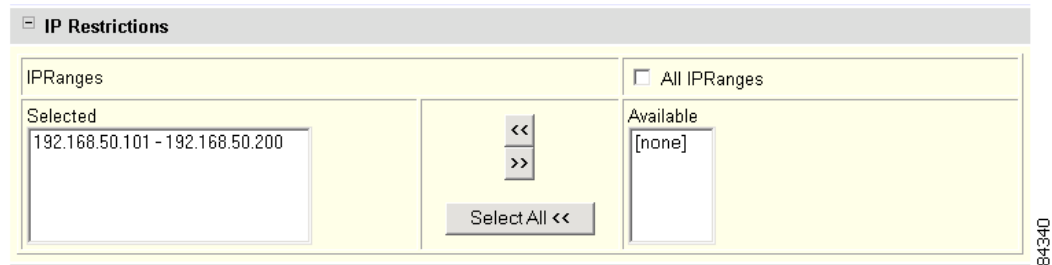 IP Restrictions
IPRanges
All IPRanges
Selected
192.168.50.101 - 192.168.50.200
<<
>>
Select All <<
Available
[none]
84340